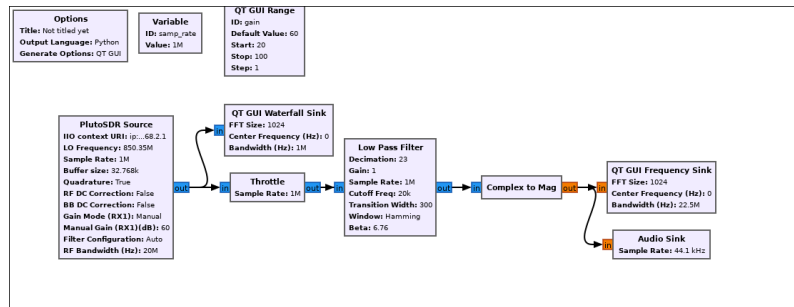 Options
Title: Not titled yet
Output Language: Python
Generate Options: QT GUI
Variable
ID: samp_rate
Value: 1M
QT GUI Range
ID: gain
Default Value: 60
Start: 20
Stop: 100
Step: 1
PlutoSDR Source
IIO context URI: ip:...68.2.1
LO Frequency: 850.35M
Sample Rate: 1M
Buffer size: 32.768k
Quadrature: True
RF DC Correction: False
BB DC Correction: False
Gain Mode (RX1): Manual
Manual Gain (RX1)(dB): 60
Filter Configuration: Auto
RF Bandwidth (Hz): 20M
out
in
QT GUI Waterfall Sink
FFT Size: 1024
Center Frequency (Hz): 0
Bandwidth (Hz): 1M
in
Throttle
Sample Rate: 1M
out
in
Low Pass Filter
Decimation: 23
Gain: 1
Sample Rate: 1M
Cutoff Freq: 20k
Transition Width: 300
Window: Hamming
Beta: 6.76
out
in
Complex to Mag
out
in
QT GUI Frequency Sink
FFT Size: 1024
Center Frequency (Hz): 0
Bandwidth (Hz): 22.5M
in
Audio Sink
Sample Rate: 44.1 kHz